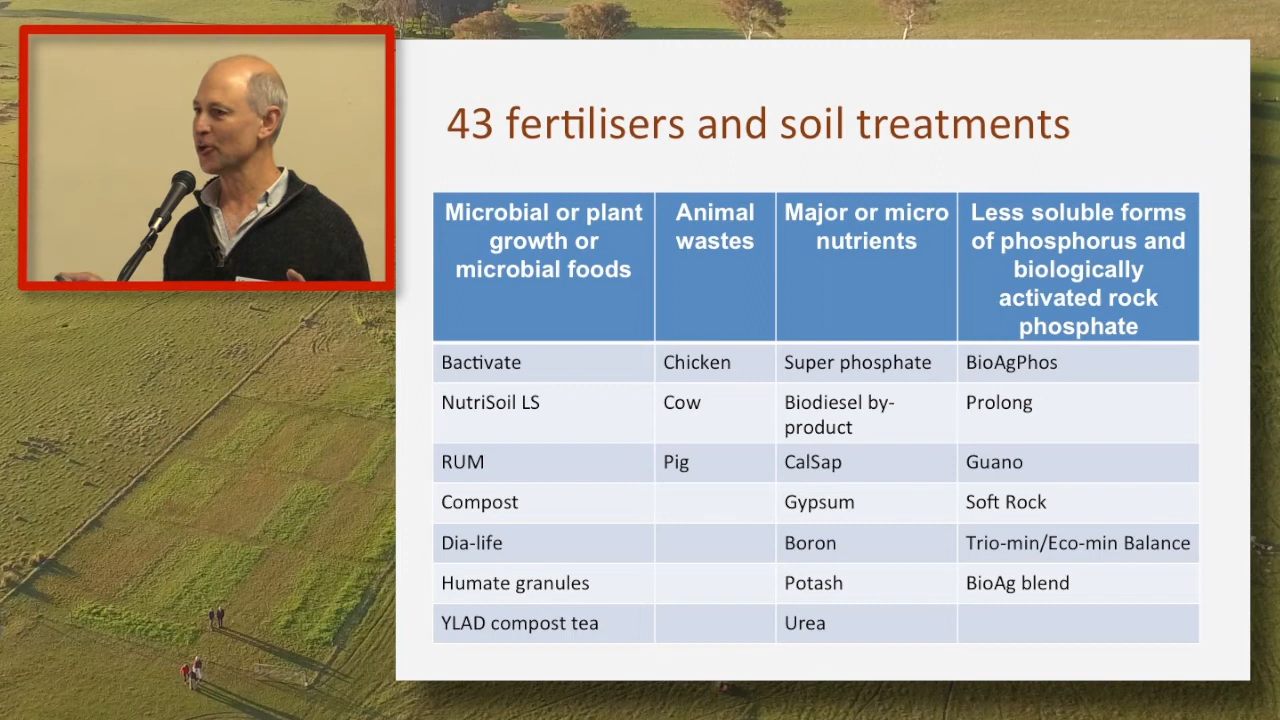 43 fertilisers and soil treatments
Microbial or plant
growth or
microbial foods
Animal
wastes
Major or micro
nutrients
Less soluble forms
of phosphorus and
biologically
activated rock
phosphate
Bactivate
Chicken
Super phosphate
BioAgPhos
NutriSoil LS
Cow
Biodiesel by-
product
Prolong
RUM
Pig
CalSap
Guano
Compost
Gypsum
Soft Rock
Dia-life
Boron
Trio-min/Eco-min Balance
Humate granules
Potash
BioAg blend
YLAD compost tea
Urea